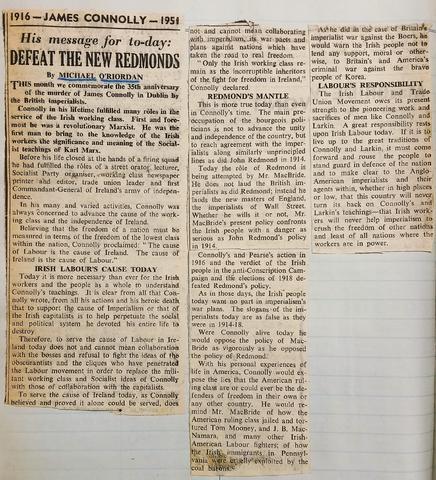 1916 — JAMES CONNOLLY — 1951
His message for to-day:
DEFEAT THE NEW REDMONDS
By MICHAEL O'RIORDAN
THIS month we commemorate the 35th anniversary
of the murder of James Connolly in Dublin by
the British imperialists.
Connolly in his lifetime fulfilled many roles in the
service of the Irish working class. First and fore-
most he was a revolutionary Marxist. He was the
first man to bring to the knowledge of the Irish
workers the significance and meaning of the Social-
ist teachings of Karl Marx.
Before his life closed at the hands of a firing squad
he had fulfilled the roles of a street orator, lecturer,
Socialist Party organiser, working class newspaper
printer and editor, trade union leader and first
Commandant-General of Ireland's army of indepen-
dence.
In his many and varied activities, Connolly was
always concerned to advance the cause of the work-
ing class and the independence of Ireland.
Believing that the freedom of a nation must be
measured in terms of the freedom of the lowest class
within the nation, Connolly proclaimed: "The cause
of Labour is the cause of Ireland. The cause of
Ireland is the cause of Labour."
IRISH LABOUR'S CAUSE TODAY
Today it is more necessary than ever for the Irish
workers and the people as a whole to understand
Connolly's teachings. It is clear from all that Con-
nolly wrote, from all his actions and his heroic death
that to support the cause of Imperialism or that of
the Irish capitalists is to help perpetuate the social
and political system he devoted his entire life to
destroy
Therefore, to serve the cause of Labour in Ire-
land today does not and cannot mean collaboration
with the bosses and refusal to fight the ideas of the
obscurantists and the cliques who have penetrated
the Labour movement in order to replace the mili-
tant working class and Socialist ideas of Connolly
with those of collaboration with the capitalists.
To serve the cause of Ireland today, as Connolly
believed and proved it alone could be served, does
not and cannot mean collaborating
with imperialism, its war pacts and
plans against nations which have
taken the road to real freedom.
"Only the Irish working class
remain as the incorruptible inheritors
of the fight for freedom in Ireland,"
Connolly declared.
REDMOND'S MANTLE
This is more true today than even
in Connolly's time. The main pre-
occupation of the bourgeois poli-
ticians is not to advance the unity
and independence of the country, but
to reach agreement with the imper-
ialists along similarly unprincipled
lines as did John Redmond in 1914.
Today the role of Redmond is
being attempted by Mr. MacBride.
He does not laud the British im-
perialists as did Redmond; instead he
lauds the new masters of England,
the imperialists of Wall Street.
Whether he wills it or not, Mr.
MacBride's present policy confronts
the Irish people with a danger as
serious as John Redmond's policy
in 1914.
Connolly's and Pearse's action in
1916 and the verdict of the Irish
people in the anti-Conscription Cam-
paign and the elections of 1918 de-
feated Redmond's policy.
As in those days, the Irish people
today want no part in imperialism's
war plans. The slogans of the
imperialists today are as false as they
were in 1914-18.
Were Connolly alive today he
would oppose the policy of Mac-
Bride as vigorously as he opposed
the policy of Redmond.
With his personal experiences of
life in America, Connolly would ex-
pose the lies that the American rul-
ing class are or could ever be the de-
fenders of freedom in their own or
any other country. He would re-
mind Mr. MacBride of how the
American ruling class jailed and tor-
tured Tom Mooney, and J. B. Mac-
Namara, and many other Irish-
American Labour fighters; of how
the Irish immigrants in Pennsyl-
vania were cruelly exploited by the
coal barons.
As he did in the case of Britain's
imperialist war against the Boers, he
would warn the Irish people not to
lend any support, moral or other-
wise, to Britain's and America's
criminal war against the brave
people of Korea.
LABOUR'S RESPONSIBILITY
The Irish Labour and Trade
Union Movement owes its present
strength to the pioneering work and
sacrifices of men like Connolly and
Larkin. A great responsibility rests
upon Irish Labour today. If it is to
live up to the great traditions of
Connolly and Larkin, it must come
forward and rouse the people to
stand guard in defence of the nation
and to make clear to the Anglo-
American imperialists and their
agents within, whether in high places
or low, that this country will never
turn its back on Connolly's and
Larkin's teaching—that Irish work-
ers will never help imperialism to
crush the freedom of other nations
and least of all nations where the
workers are in power.